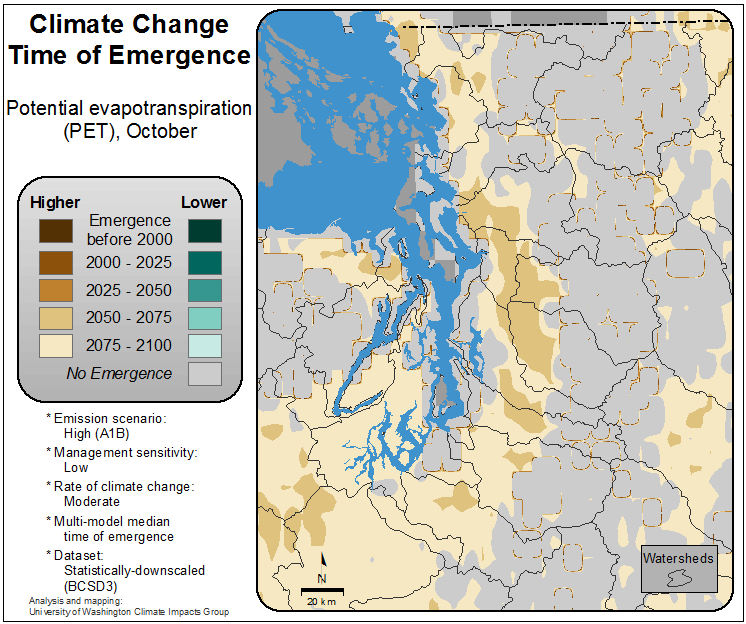 Climate Change
Time of Emergence
Potential evapotranspiration
(PET), October
Higher Lower
Emergence
before 2000
2000 - 2025
2025 - 2050
2050 - 2075
2075 - 2100
No Emergence
* Emission scenario:
High (A1B)
* Management sensitivity:
Low
* Rate of climate change:
Moderate
* Multi-model median
time of emergence
* Dataset:
Statistically-downscaled
(BCSD3)
Analysis and mapping:
University of Washington Climate Impacts Group
N
20 km
Watersheds